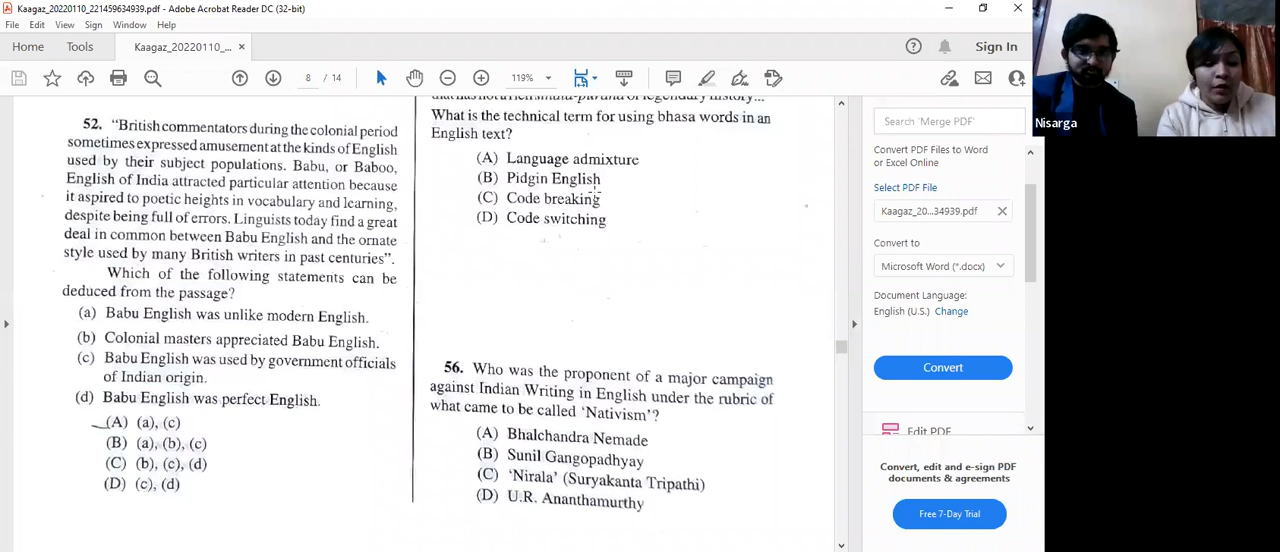 Kaagaz_20220110_221459634939.pdf - Adobe Acrobat Reader DC (32-bit)
File Edit View Sign Window Help
Home Tools Kaagaz_20220110_... × Sign In
8 / 14 119%
52. “British commentators during the colonial period
sometimes expressed amusement at the kinds of English
used by their subject populations. Babu, or Baboo,
English of India attracted particular attention because
it aspired to poetic heights in vocabulary and learning,
despite being full of errors. Linguists today find a great
deal in common between Babu English and the ornate
style used by many British writers in past centuries”.
Which of the following statements can be
deduced from the passage?
(a) Babu English was unlike modern English.
(b) Colonial masters appreciated Babu English.
(c) Babu English was used by government officials
of Indian origin.
(d) Babu English was perfect English.
(A) (a), (c)
(B) (a), (b), (c)
(C) (b), (c), (d)
(D) (c), (d)
that has not a rich sthala-purana or legendary history...
What is the technical term for using bhasa words in an
English text?
(A) Language admixture
(B) Pidgin English
(C) Code breaking
(D) Code switching
56. Who was the proponent of a major campaign
against Indian Writing in English under the rubric of
what came to be called ‘Nativism’?
(A) Bhalchandra Nemade
(B) Sunil Gangopadhyay
(C) ‘Nirala’ (Suryakanta Tripathi)
(D) U.R. Ananthamurthy
Search 'Merge PDF'
Convert PDF Files to Word
or Excel Online
Select PDF File
Kaagaz_20...34939.pdf
Convert to
Microsoft Word (*.docx)
Document Language:
English (U.S.) Change
Convert
Edit PDF
Convert, edit and e-sign PDF
documents & agreements
Free 7-Day Trial
Nisarga